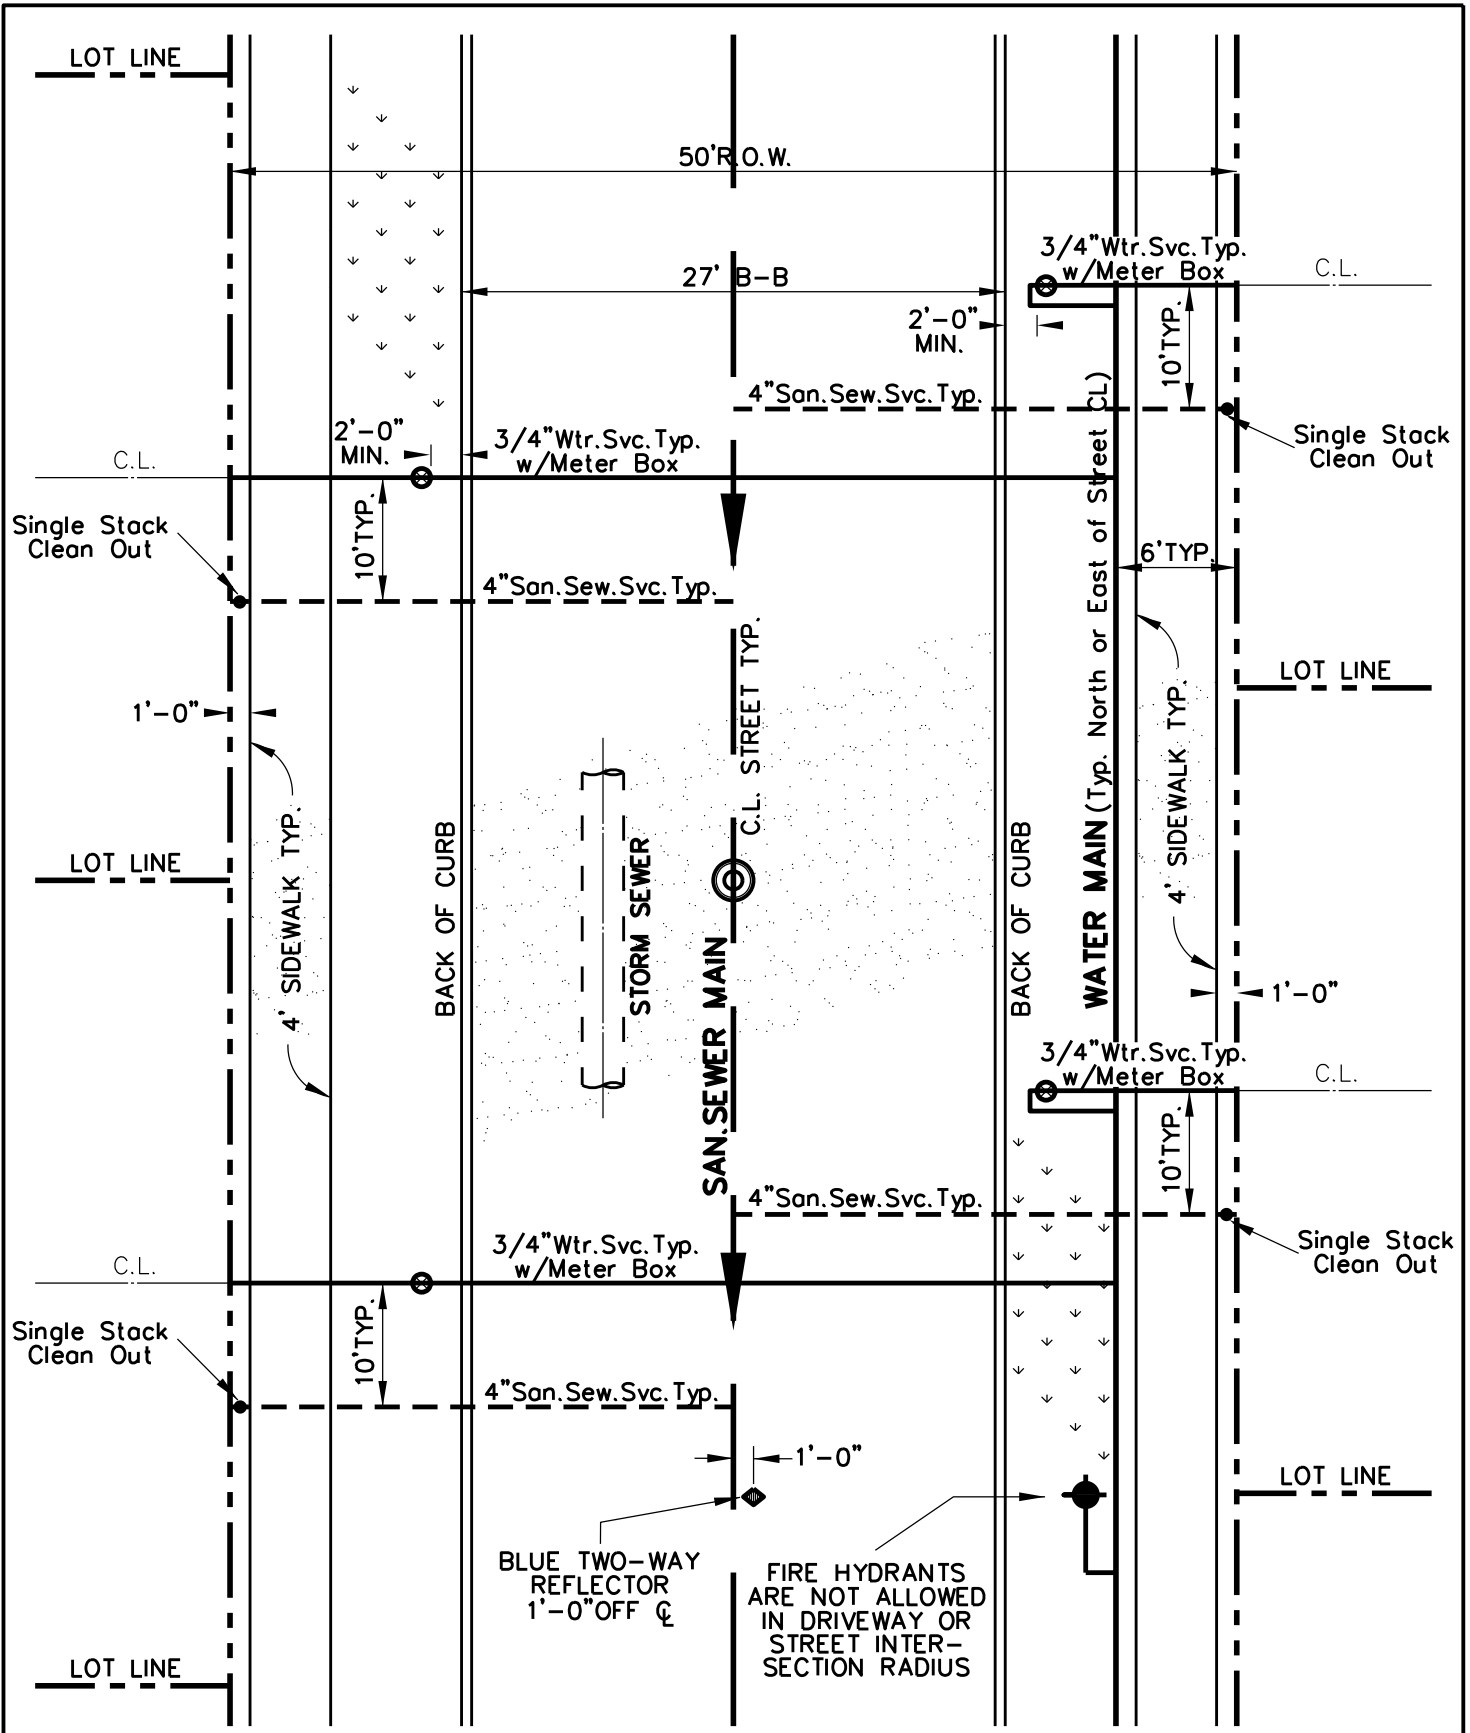 LOT LINE
50'R.O.W.
3/4"Wtr.Svc.Typ.
w/Meter Box
C.L.
27' B-B
2'-0"
MIN.
10'TYP.
4"San.Sew.Svc.Typ.
Single Stack
Clean Out
2'-0"
MIN.
3/4"Wtr.Svc.Typ.
w/Meter Box
C.L.
Single Stack
Clean Out
10'TYP.
4"San.Sew.Svc.Typ.
6'TYP.
C.L. STREET TYP.
WATER MAIN (Typ. North or East of Street CL)
LOT LINE
1'-0"
4' SIDEWALK TYP.
4' SIDEWALK TYP.
LOT LINE
BACK OF CURB
STORM SEWER
SAN.SEWER MAIN
BACK OF CURB
1'-0"
3/4"Wtr.Svc.Typ.
w/Meter Box
C.L.
10'TYP.
4"San.Sew.Svc.Typ.
Single Stack
Clean Out
3/4"Wtr.Svc.Typ.
w/Meter Box
C.L.
Single Stack
Clean Out
10'TYP.
4"San.Sew.Svc.Typ.
1'-0"
LOT LINE
BLUE TWO-WAY
REFLECTOR
1'-0"OFF ℄
FIRE HYDRANTS
ARE NOT ALLOWED
IN DRIVEWAY OR
STREET INTER-
SECTION RADIUS
LOT LINE